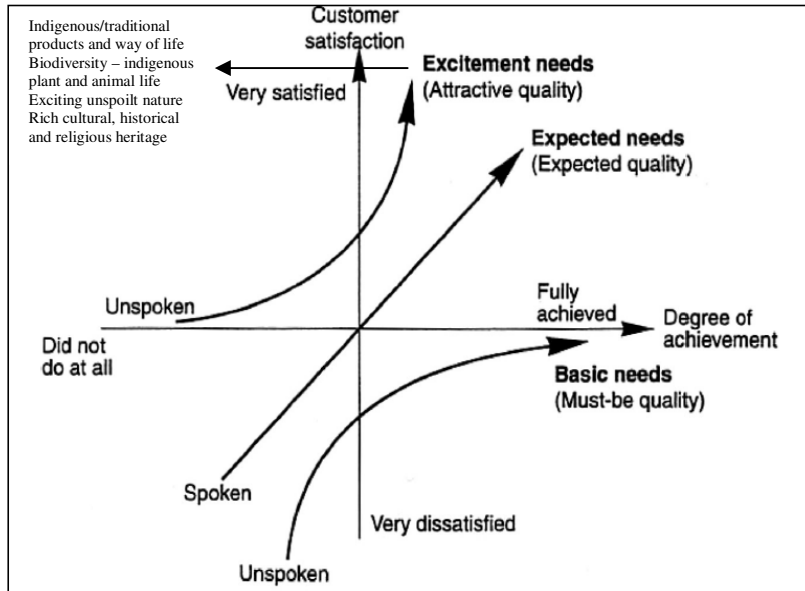 Indigenous/traditional
products and way of life
Biodiversity – indigenous
plant and animal life
Exciting unspoilt nature
Rich cultural, historical
and religious heritage
Customer
satisfaction
Very satisfied
Excitement needs
(Attractive quality)
Expected needs
(Expected quality)
Unspoken
Fully
achieved
Degree of
achievement
Did not
do at all
Basic needs
(Must-be quality)
Spoken
Very dissatisfied
Unspoken